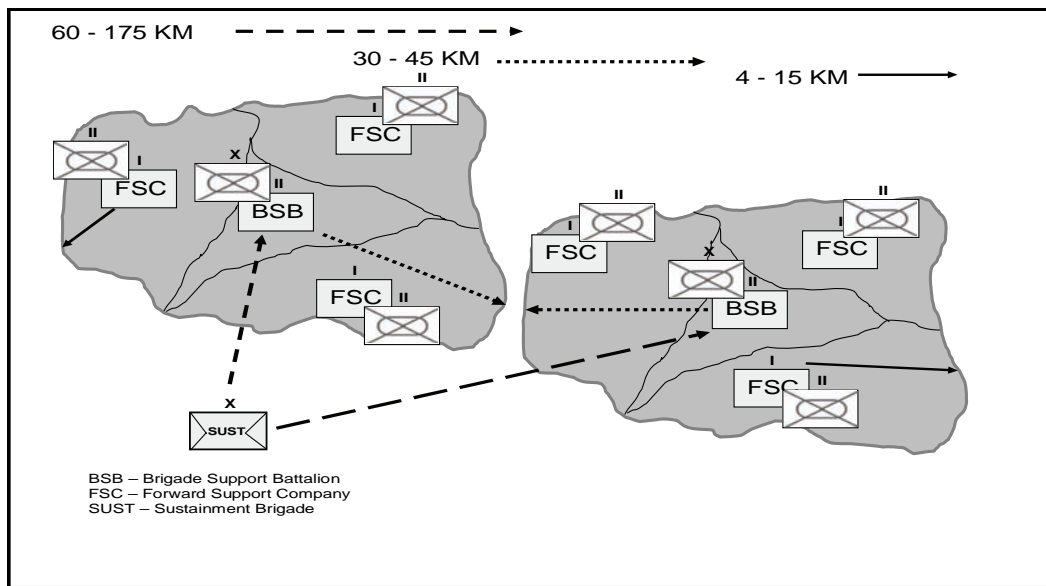 60 - 175 KM
30 - 45 KM
4 - 15 KM
II
I
FSC
II
I
FSC
X
II
BSB
I
FSC
II
II
I
FSC
II
I
FSC
X
II
BSB
I
FSC
II
X
SUST
BSB – Brigade Support Battalion
FSC – Forward Support Company
SUST – Sustainment Brigade